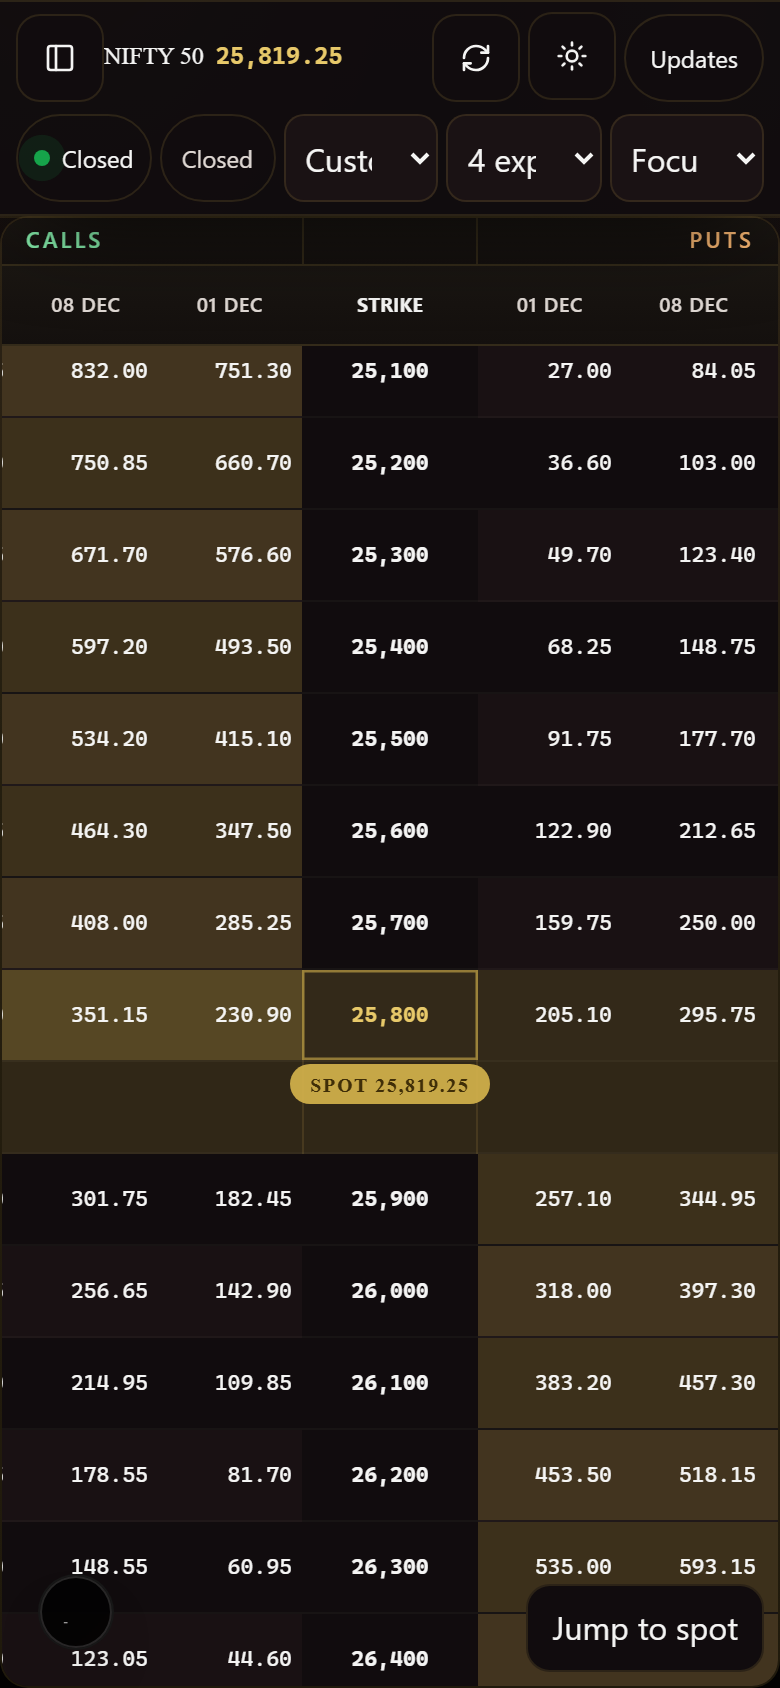 NIFTY 50 25,819.25 Updates
Closed Closed Custo 4 exp Focu
CALLS PUTS
08 DEC 01 DEC STRIKE 01 DEC 08 DEC
832.00 751.30 25,100 27.00 84.05
750.85 660.70 25,200 36.60 103.00
671.70 576.60 25,300 49.70 123.40
597.20 493.50 25,400 68.25 148.75
534.20 415.10 25,500 91.75 177.70
464.30 347.50 25,600 122.90 212.65
408.00 285.25 25,700 159.75 250.00
351.15 230.90 25,800 205.10 295.75
SPOT 25,819.25
301.75 182.45 25,900 257.10 344.95
256.65 142.90 26,000 318.00 397.30
214.95 109.85 26,100 383.20 457.30
178.55 81.70 26,200 453.50 518.15
148.55 60.95 26,300 535.00 593.15
- Jump to spot
123.05 44.60 26,400